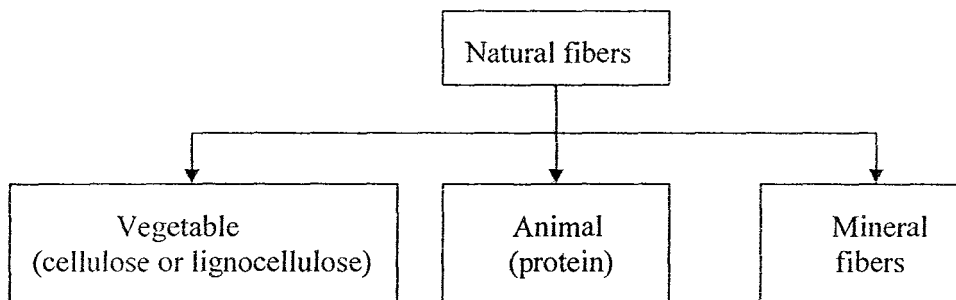 Natural fibers
Vegetable
(cellulose or lignocellulose)
Animal
(protein)
Mineral
fibers